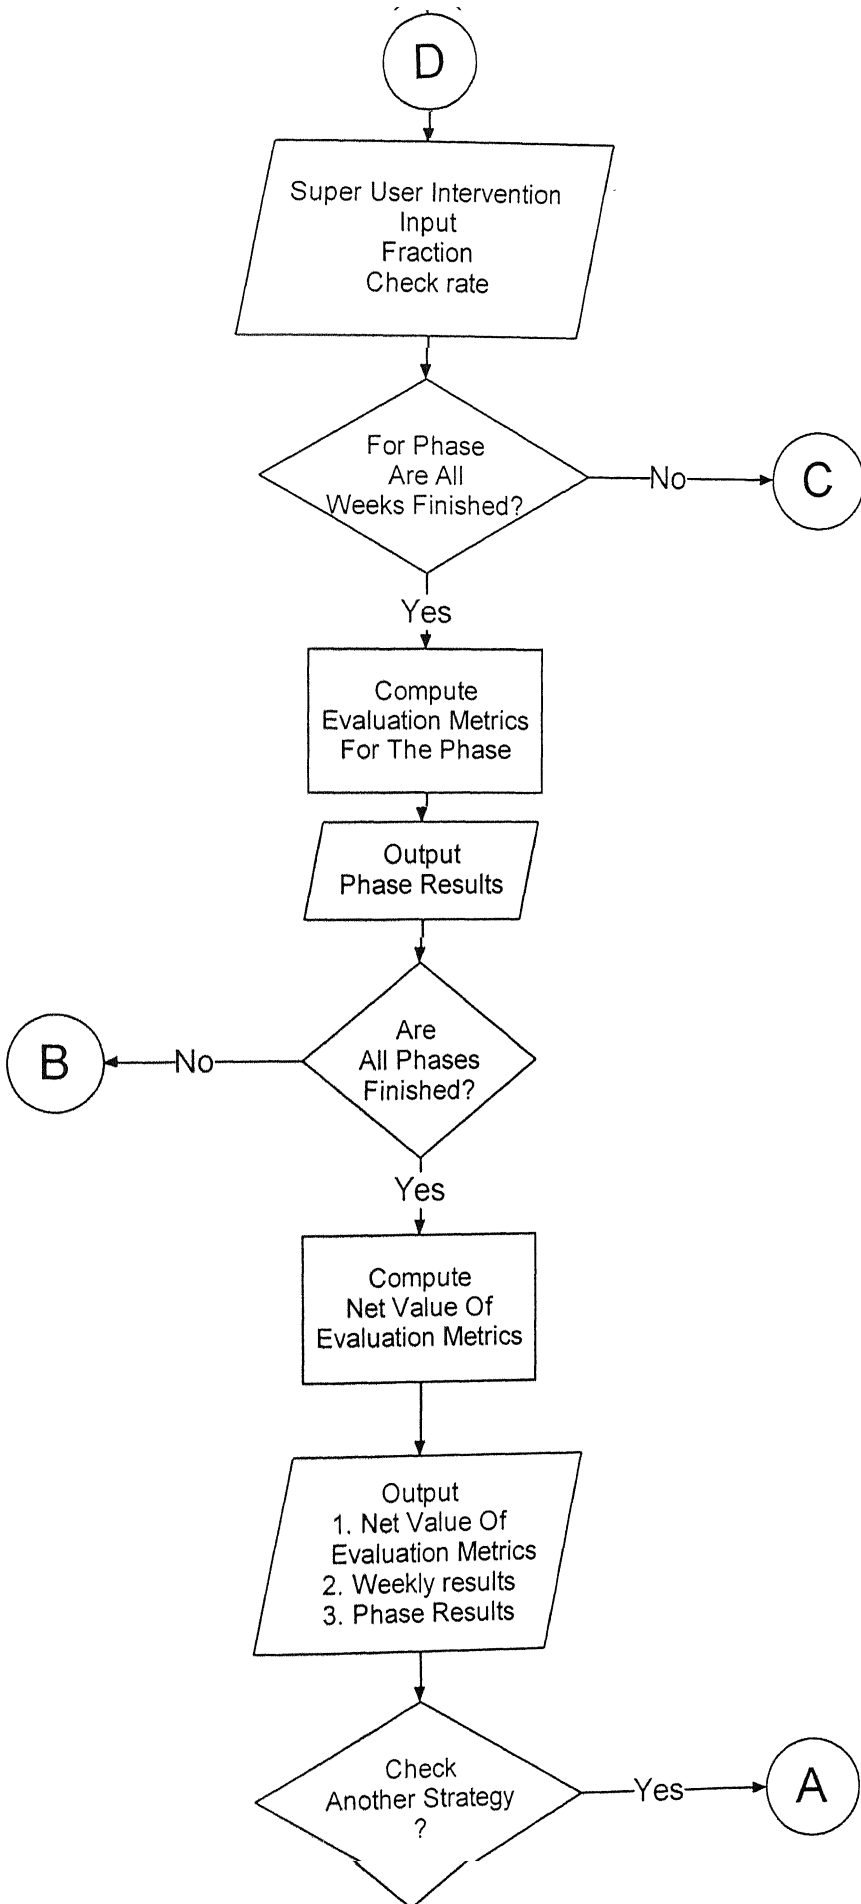 D
Super User Intervention
Input
Fraction
Check rate
For Phase
Are All
Weeks Finished?
No
C
Yes
Compute
Evaluation Metrics
For The Phase
Output
Phase Results
Are
All Phases
Finished?
No
B
Yes
Compute
Net Value Of
Evaluation Metrics
Output
1. Net Value Of
Evaluation Metrics
2. Weekly results
3. Phase Results
Check
Another Strategy
?
Yes
A